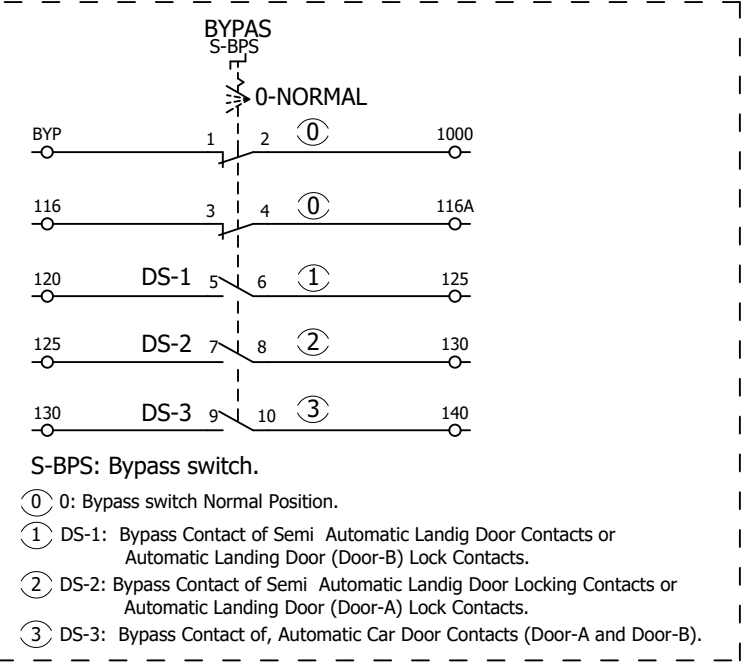 BYPAS
S-BPS
0-NORMAL
BYP 1 2 0 1000
116 3 4 0 116A
120 DS-1 5 6 1 125
125 DS-2 7 8 2 130
130 DS-3 9 10 3 140
S-BPS: Bypass switch.
0 0: Bypass switch Normal Position.
1 DS-1: Bypass Contact of Semi Automatic Landig Door Contacts or
Automatic Landing Door (Door-B) Lock Contacts.
2 DS-2: Bypass Contact of Semi Automatic Landig Door Locking Contacts or
Automatic Landing Door (Door-A) Lock Contacts.
3 DS-3: Bypass Contact of, Automatic Car Door Contacts (Door-A and Door-B).